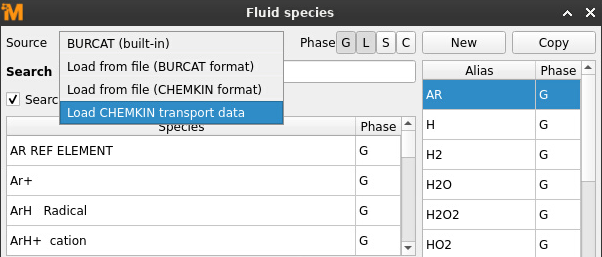 Fluid species
Source
BURCAT (built-in)
Load from file (BURCAT format)
Load from file (CHEMKIN format)
Load CHEMKIN transport data
Phase G L S C
New Copy
Search
Searc
Species Phase
AR REF ELEMENT G
Ar+ G
ArH Radical G
ArH+ cation G
Alias Phase
AR G
H G
H2 G
H2O G
H2O2 G
HO2 G